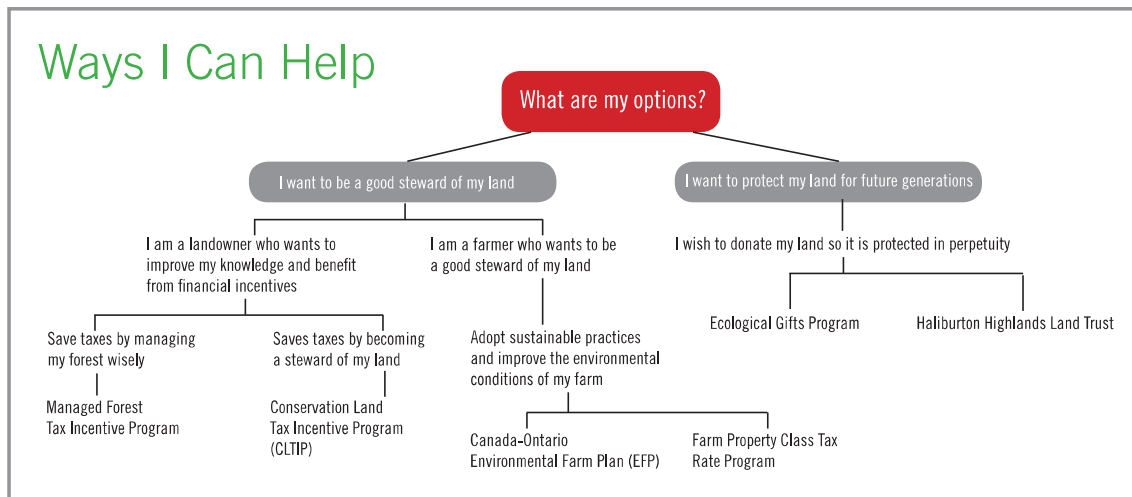 Ways I Can Help
What are my options?
I want to be a good steward of my land
I want to protect my land for future generations
I am a landowner who wants to
improve my knowledge and benefit
from financial incentives
I am a farmer who wants to be
a good steward of my land
I wish to donate my land so it is protected in perpetuity
Save taxes by managing
my forest wisely
Saves taxes by becoming
a steward of my land
Adopt sustainable practices
and improve the environmental
conditions of my farm
Ecological Gifts Program
Haliburton Highlands Land Trust
Managed Forest
Tax Incentive Program
Conservation Land
Tax Incentive Program
(CLTIP)
Canada-Ontario
Environmental Farm Plan (EFP)
Farm Property Class Tax
Rate Program